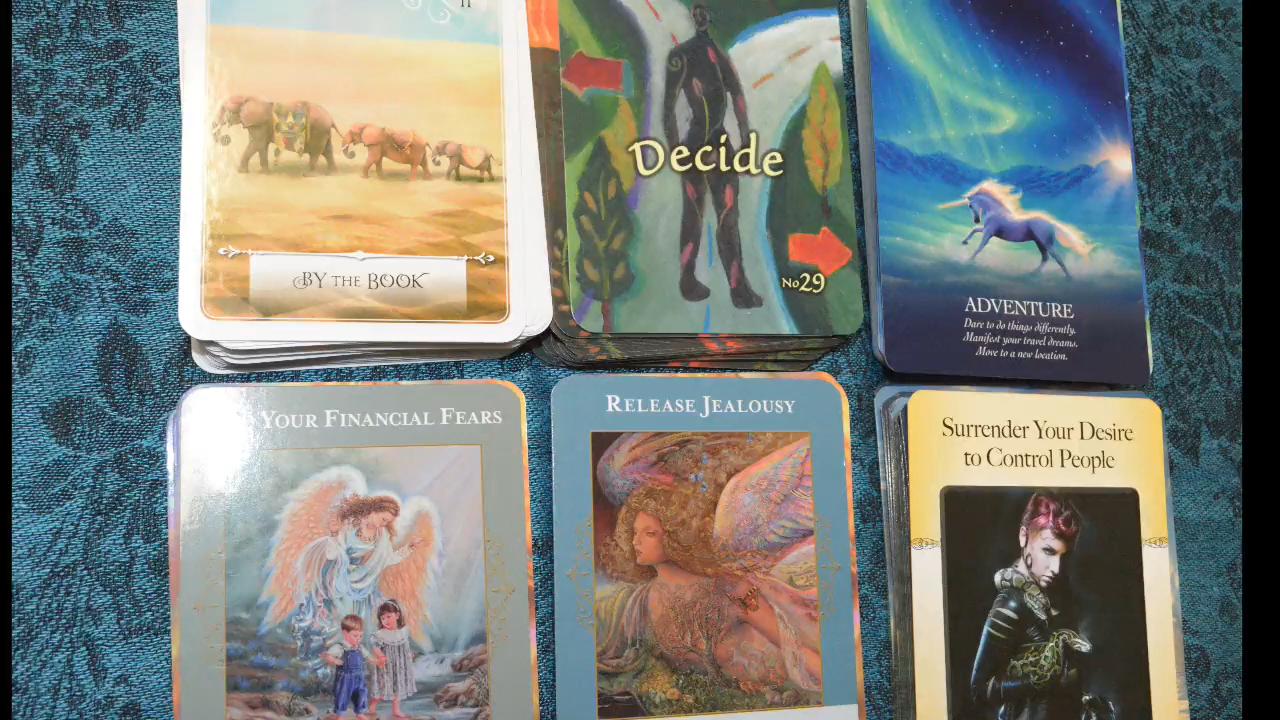 11
BY THE BOOK
Decide
No29
ADVENTURE
Dare to do things differently.
Manifest your travel dreams.
Move to a new location.
YOUR FINANCIAL FEARS
RELEASE JEALOUSY
Surrender Your Desire
to Control People